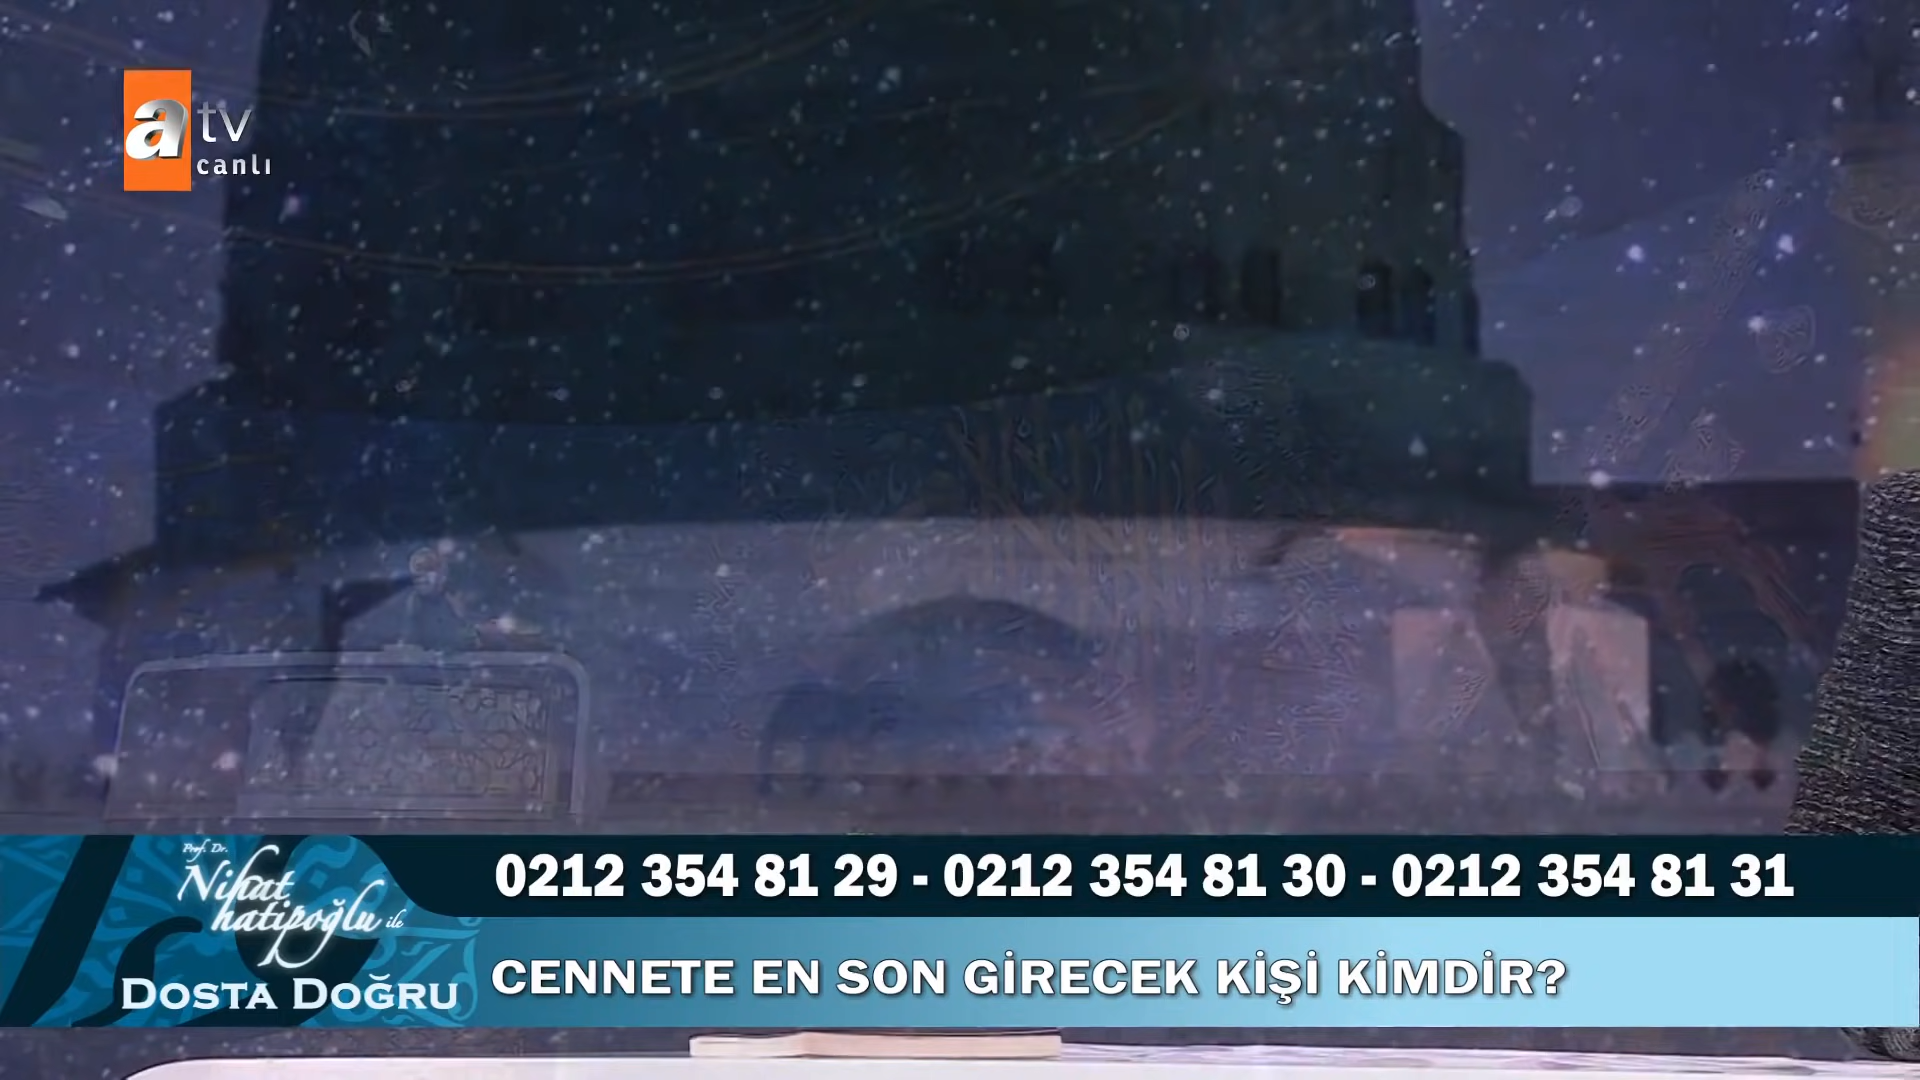 a tv
canlı
0212 354 81 29 - 0212 354 81 30 - 0212 354 81 31
Prof. Dr.
Nihat
hatipoğlu ile
DOSTA DOĞRU
CENNETE EN SON GİRECEK KİŞİ KİMDİR?